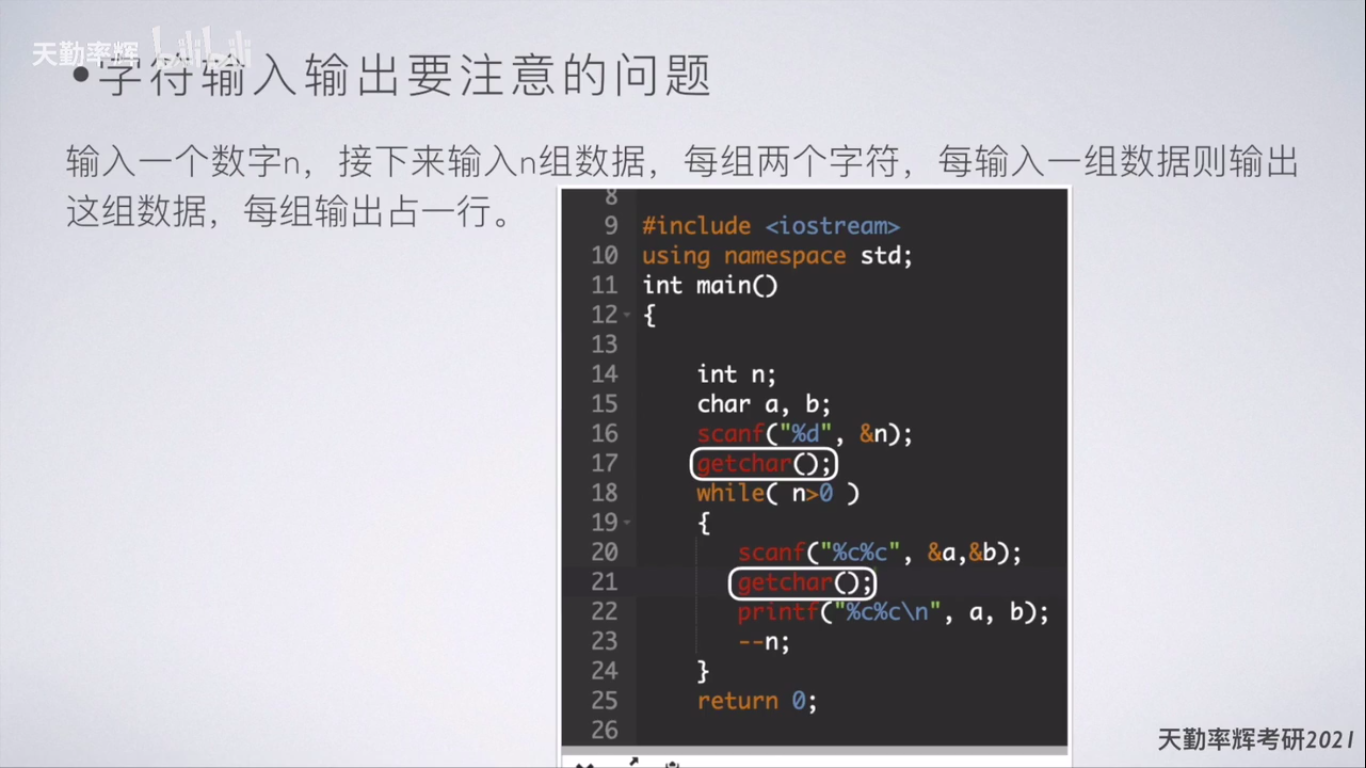 天勤率辉 bilibili
•字符输入输出要注意的问题
输入一个数字n，接下来输入n组数据，每组两个字符，每输入一组数据则输出
这组数据，每组输出占一行。
8
9 #include <iostream>
10 using namespace std;
11 int main()
12 {
13
14 int n;
15 char a, b;
16 scanf("%d", &n);
17 getchar();
18 while( n>0 )
19 {
20 scanf("%c%c", &a,&b);
21 getchar();
22 printf("%c%c\n", a, b);
23 --n;
24 }
25 return 0;
26
天勤率辉考研2021